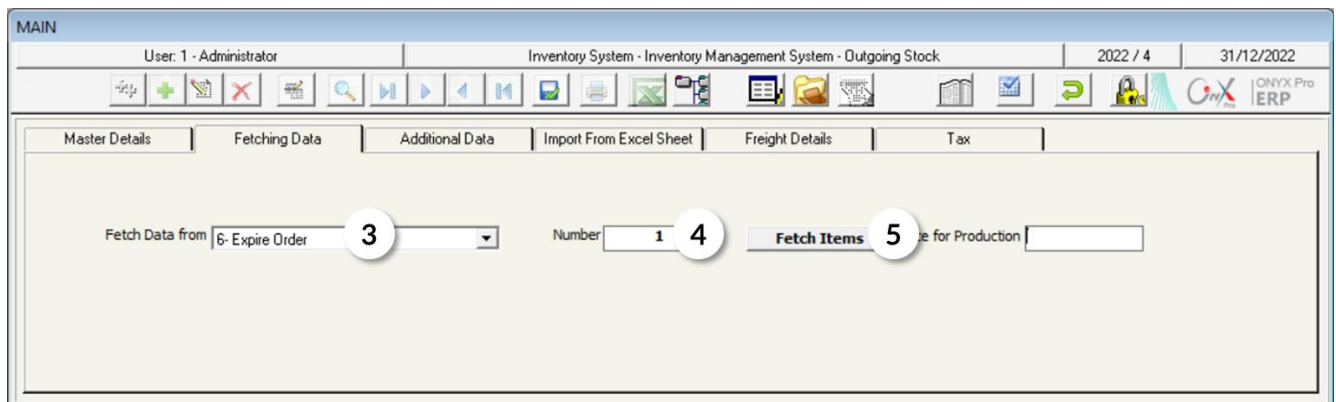 MAIN
User: 1 - Administrator Inventory System - Inventory Management System - Outgoing Stock 2022 / 4 31/12/2022
OnyX Pro ONYX Pro ERP
Master Details Fetching Data Additional Data Import From Excel Sheet Freight Details Tax
Fetch Data from 6- Expire Order 3 Number 1 4 Fetch Items 5 for Production